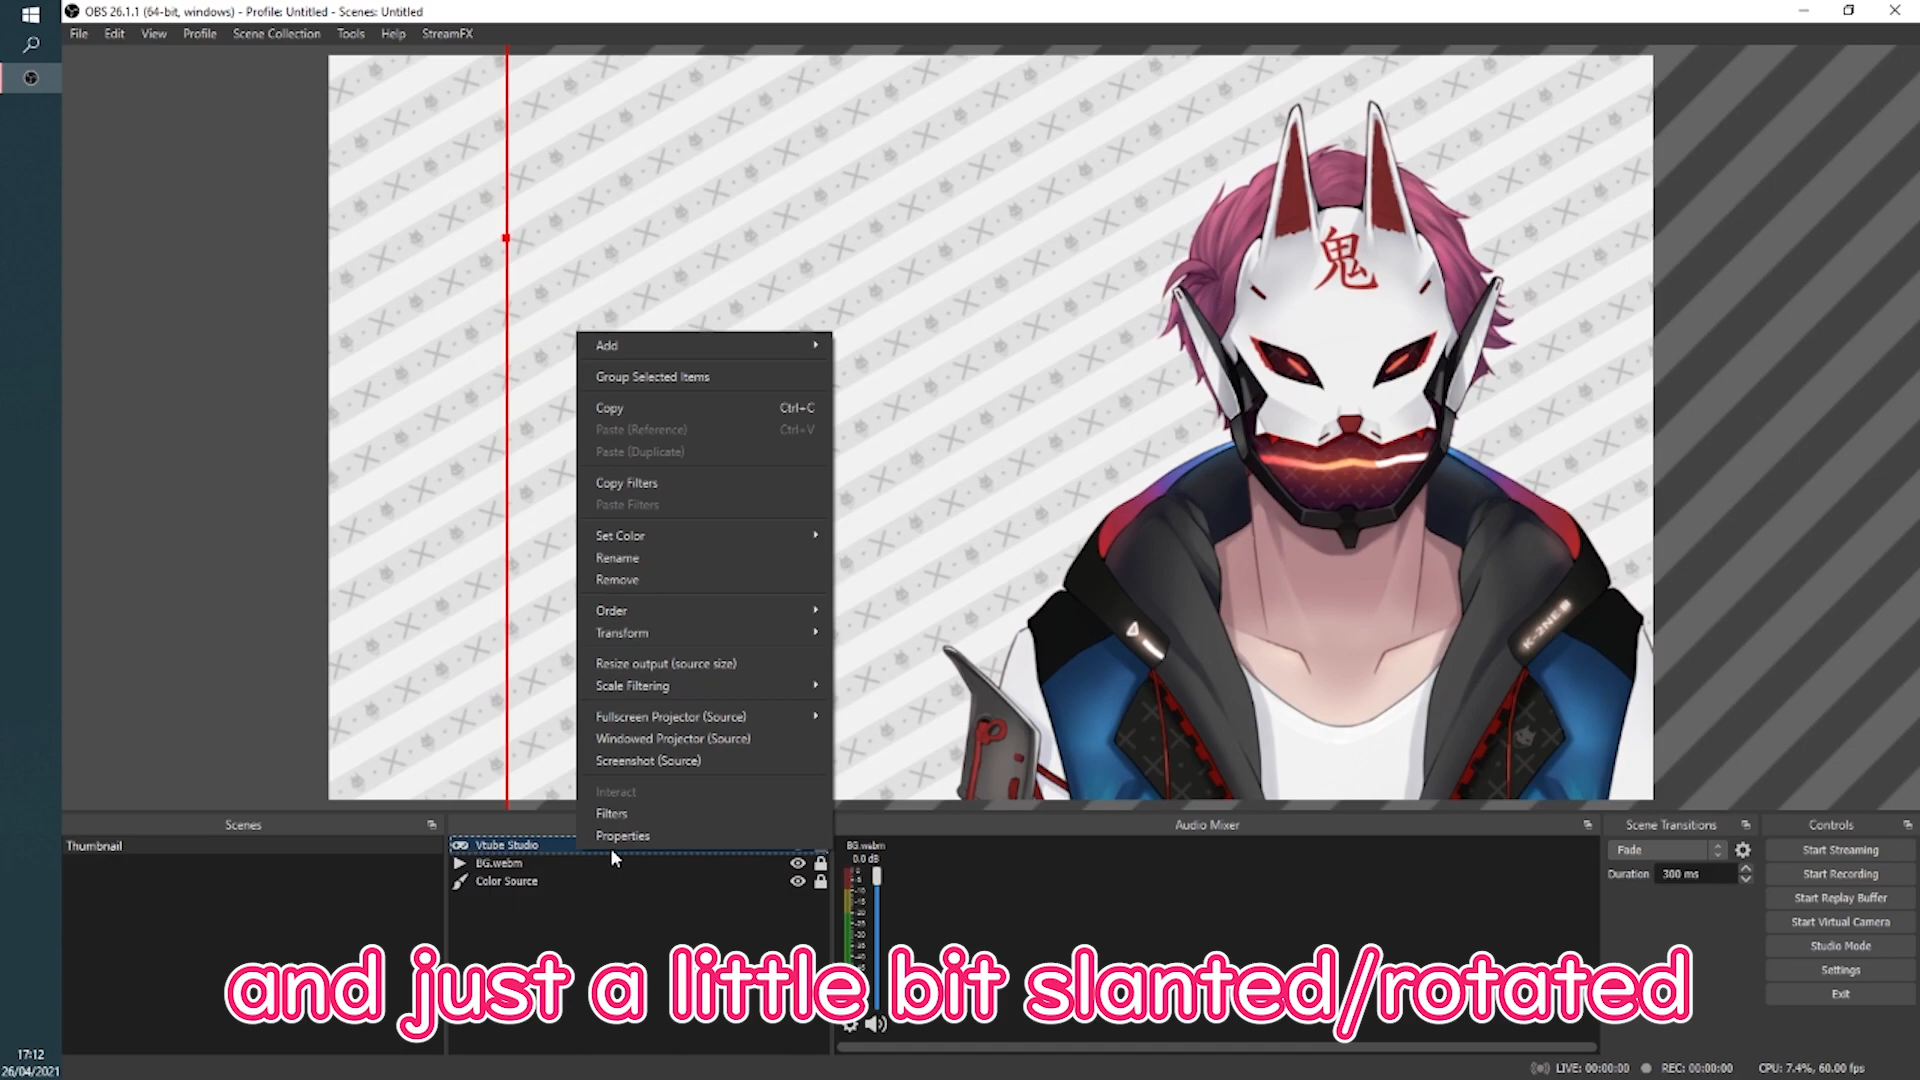 OBS 26.1.1 (64-bit, windows) - Profile: Untitled - Scenes: Untitled
File Edit View Profile Scene Collection Tools Help StreamFX
鬼
K-2NE
Add
Group Selected Items
Copy Ctrl+C
Paste (Reference) Ctrl+V
Paste (Duplicate)
Copy Filters
Paste Filters
Set Color
Rename
Remove
Order
Transform
Resize output (source size)
Scale Filtering
Fullscreen Projector (Source)
Windowed Projector (Source)
Screenshot (Source)
Interact
Filters
Properties
Scenes
Thumbnail
Vtube Studio
BG.webm
Color Source
Audio Mixer
BG.webm
0.0 dB
Scene Transitions
Fade
Duration 300 ms
Controls
Start Streaming
Start Recording
Start Replay Buffer
Start Virtual Camera
Studio Mode
Settings
Exit
and just a little bit slanted/rotated
17:12
26/04/2021
LIVE: 00:00:00 REC: 00:00:00 CPU: 7.4%, 60.00 fps